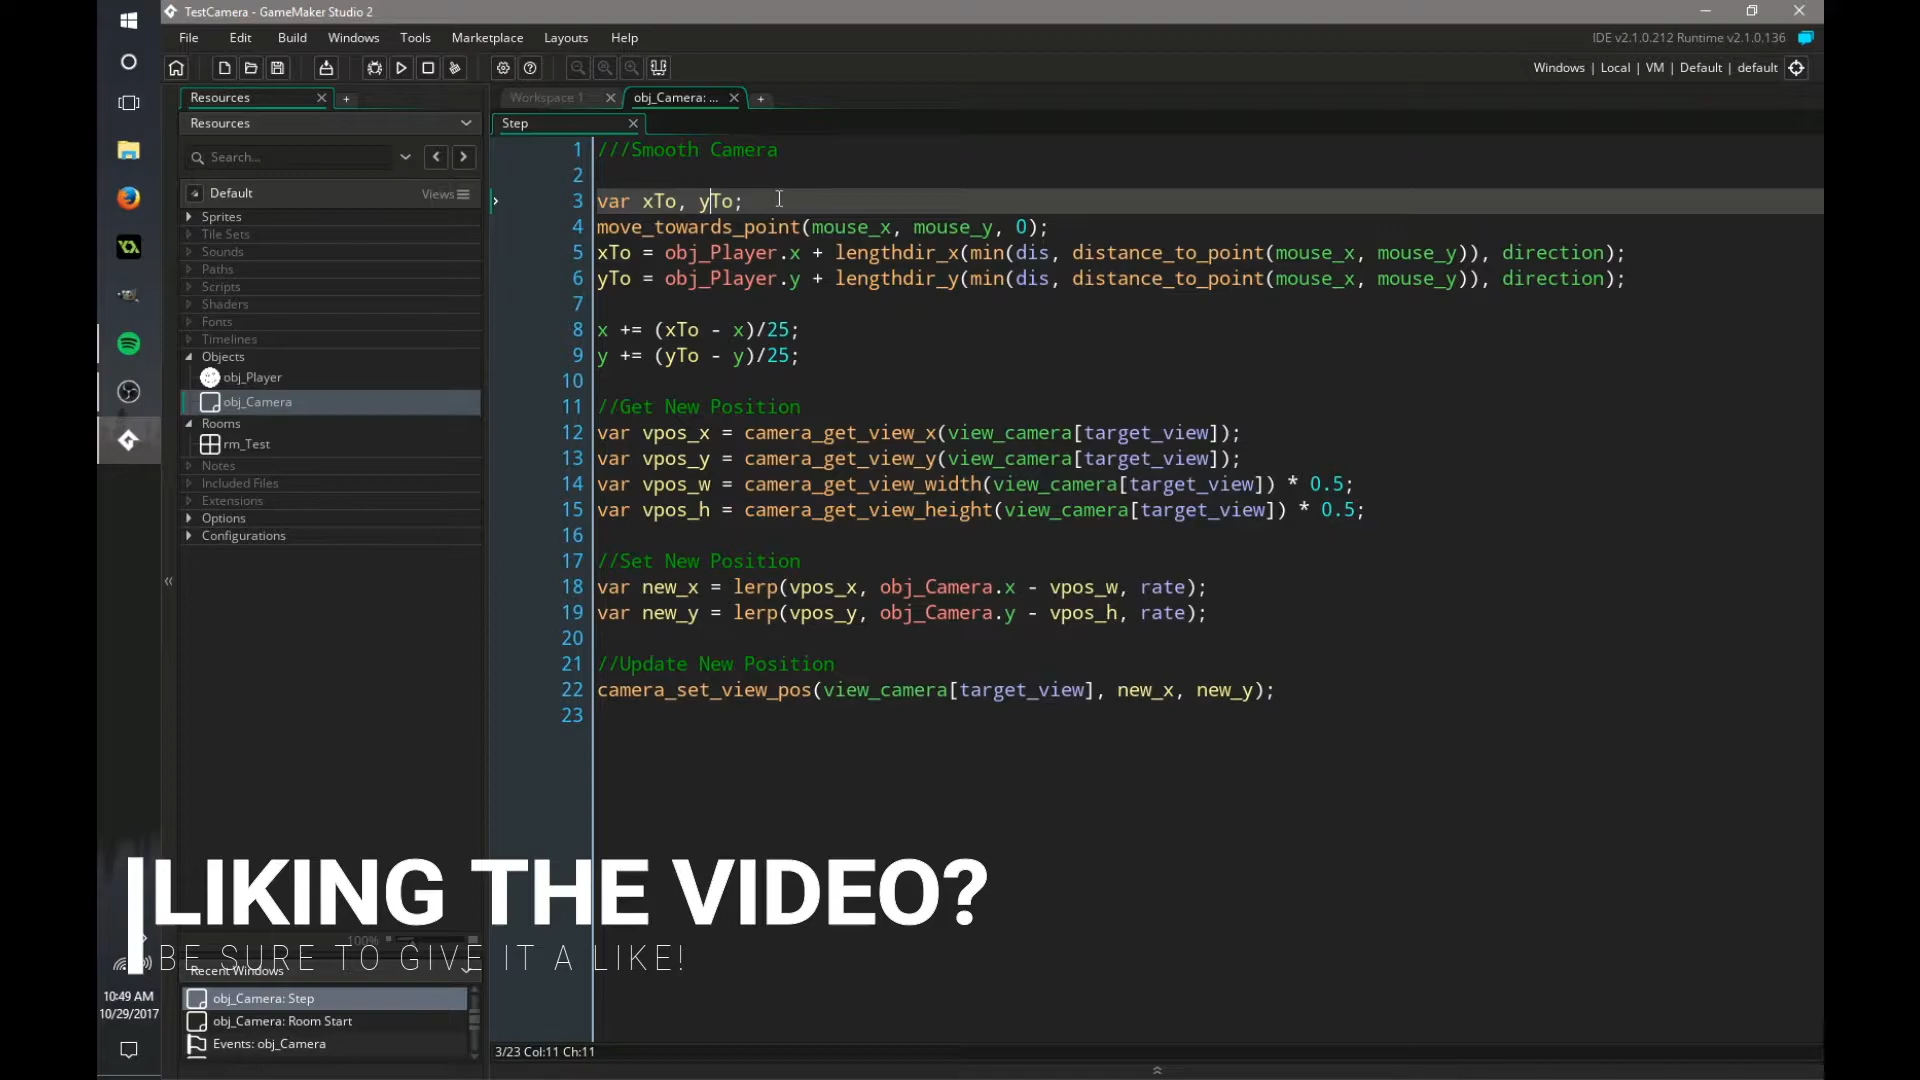 TestCamera - GameMaker Studio 2
File Edit Build Windows Tools Marketplace Layouts Help
IDE v2.1.0.212 Runtime v2.1.0.136
Windows | Local | VM | Default | default
Resources
Workspace 1
obj_Camera: ...
Resources
Step
Search...
Default
Views
Sprites
Tile Sets
Sounds
Paths
Scripts
Shaders
Fonts
Timelines
Objects
obj_Player
obj_Camera
Rooms
rm_Test
Notes
Included Files
Extensions
Options
Configurations
1 ///Smooth Camera
2
3 var xTo, yTo;
4 move_towards_point(mouse_x, mouse_y, 0);
5 xTo = obj_Player.x + lengthdir_x(min(dis, distance_to_point(mouse_x, mouse_y)), direction);
6 yTo = obj_Player.y + lengthdir_y(min(dis, distance_to_point(mouse_x, mouse_y)), direction);
7
8 x += (xTo - x)/25;
9 y += (yTo - y)/25;
10
11 //Get New Position
12 var vpos_x = camera_get_view_x(view_camera[target_view]);
13 var vpos_y = camera_get_view_y(view_camera[target_view]);
14 var vpos_w = camera_get_view_width(view_camera[target_view]) * 0.5;
15 var vpos_h = camera_get_view_height(view_camera[target_view]) * 0.5;
16
17 //Set New Position
18 var new_x = lerp(vpos_x, obj_Camera.x - vpos_w, rate);
19 var new_y = lerp(vpos_y, obj_Camera.y - vpos_h, rate);
20
21 //Update New Position
22 camera_set_view_pos(view_camera[target_view], new_x, new_y);
23
LIKING THE VIDEO?
100%
BE SURE TO GIVE IT A LIKE!
Recent Windows
obj_Camera: Step
obj_Camera: Room Start
Events: obj_Camera
10:49 AM
10/29/2017
3/23 Col:11 Ch:11